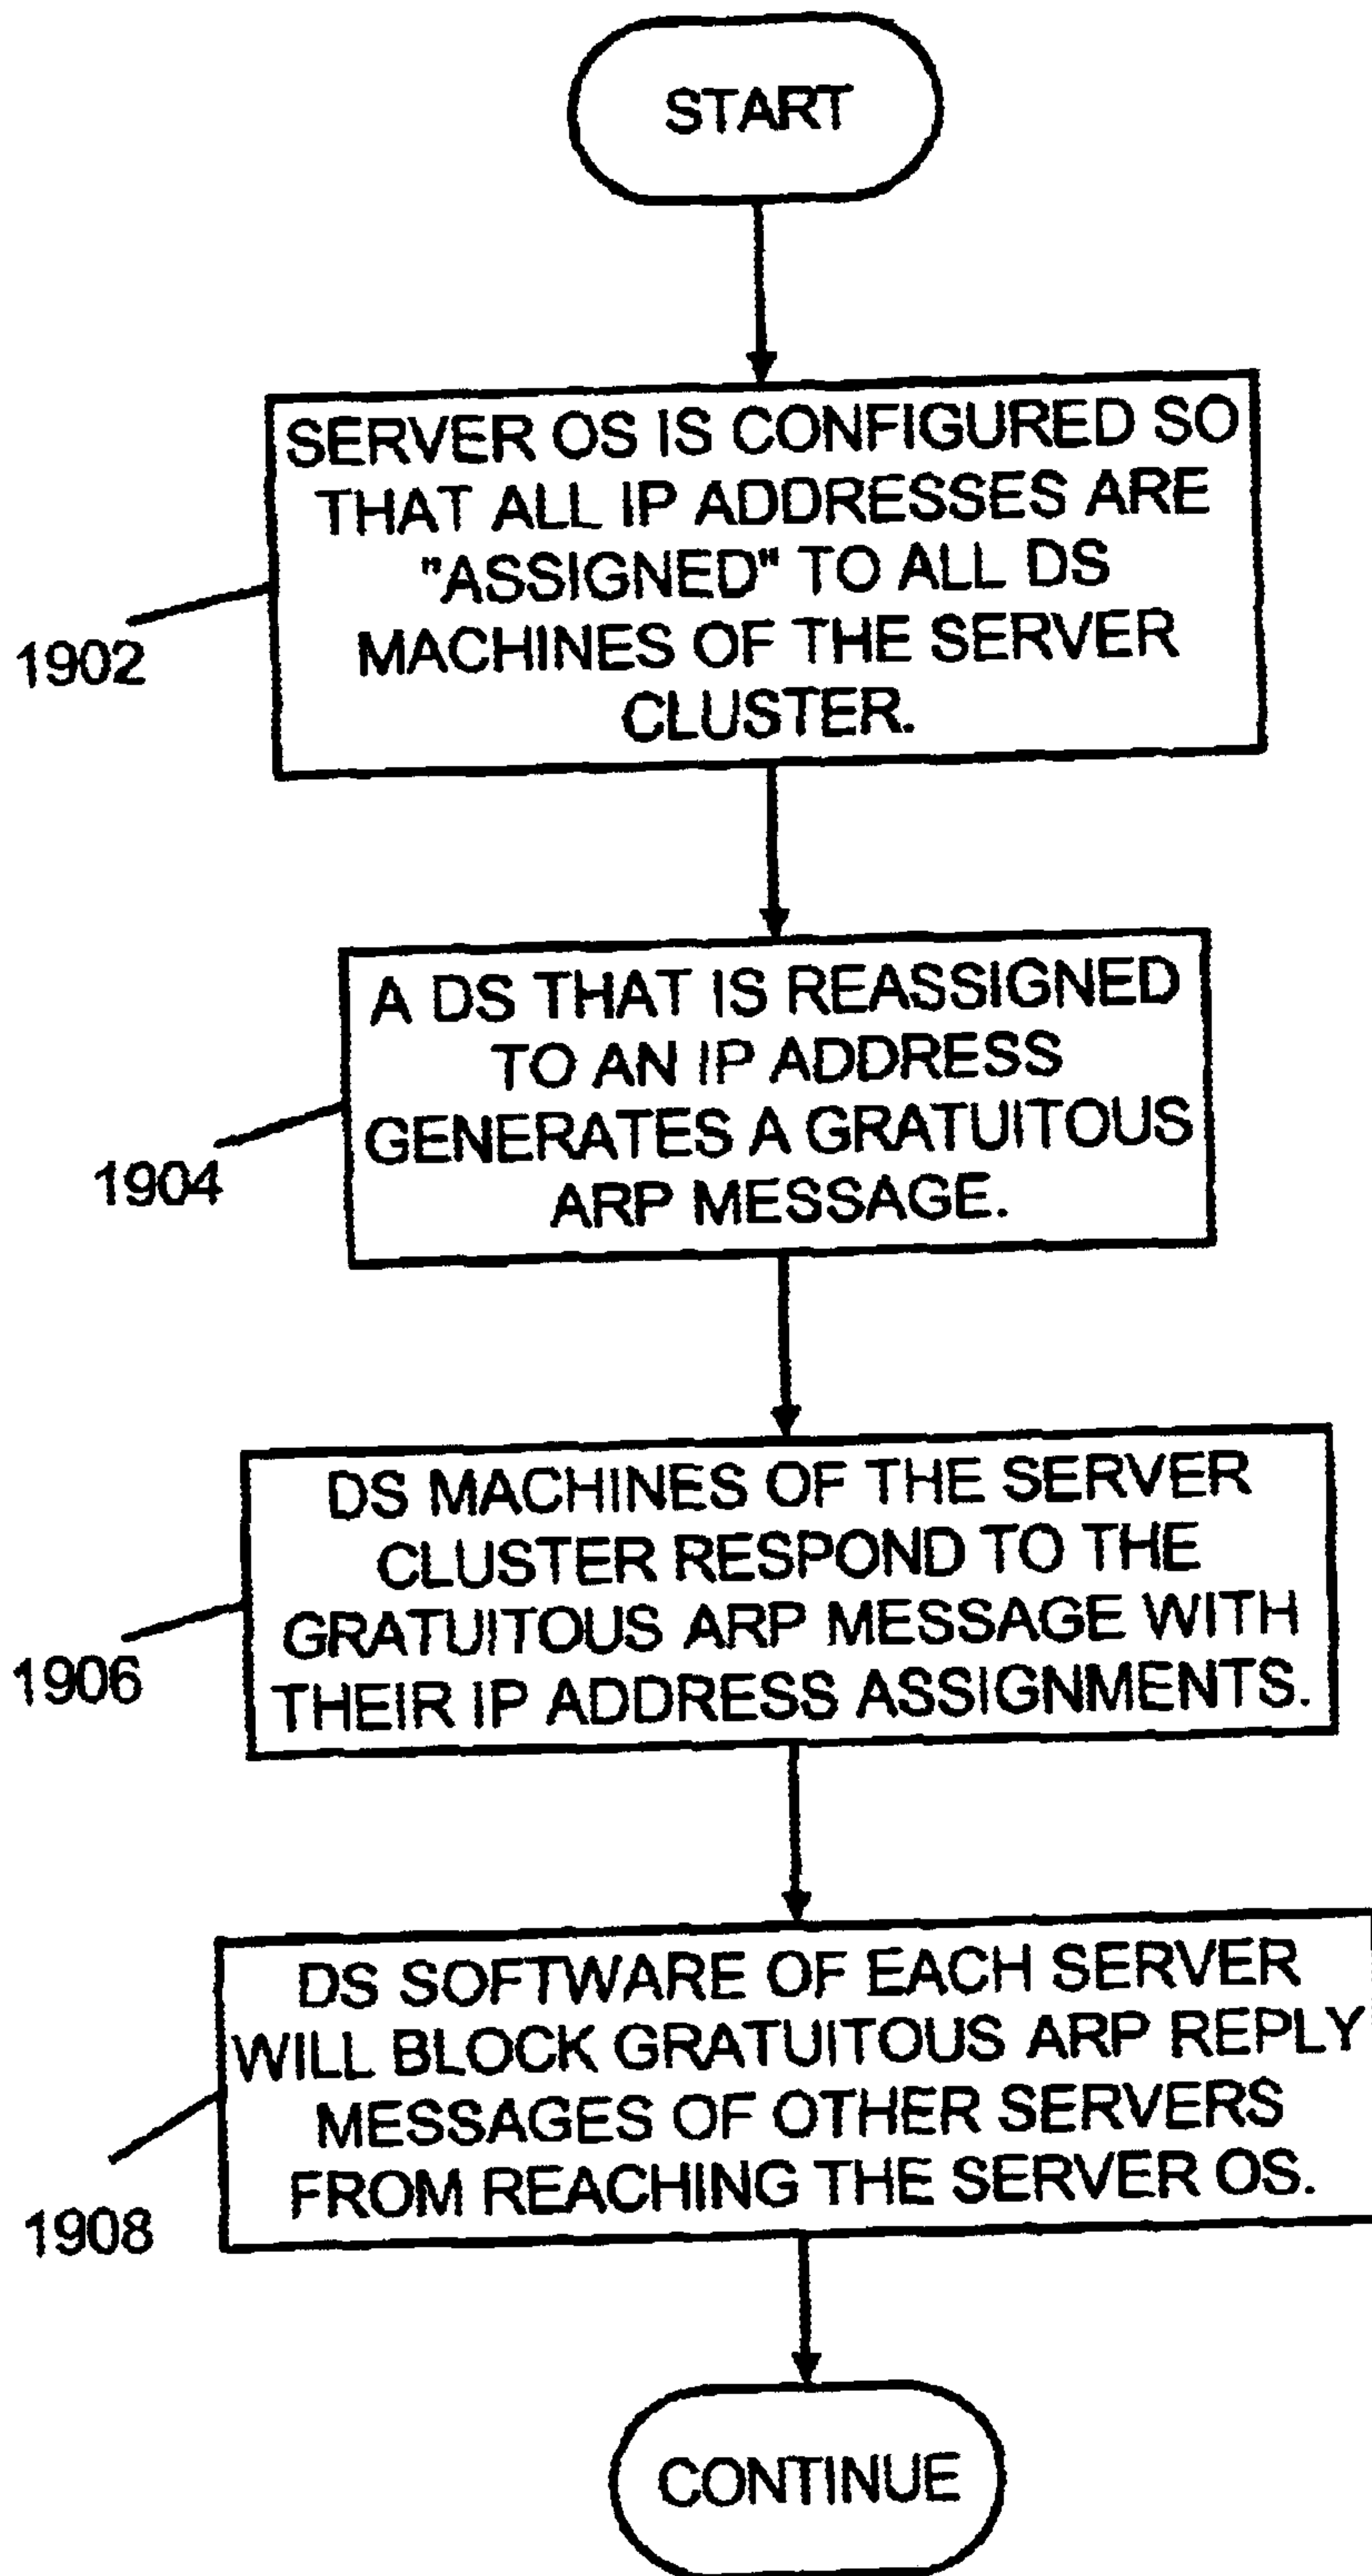 START
SERVER OS IS CONFIGURED SO
THAT ALL IP ADDRESSES ARE
"ASSIGNED" TO ALL DS
MACHINES OF THE SERVER
CLUSTER.
1902
A DS THAT IS REASSIGNED
TO AN IP ADDRESS
GENERATES A GRATUITOUS
ARP MESSAGE.
1904
DS MACHINES OF THE SERVER
CLUSTER RESPOND TO THE
GRATUITOUS ARP MESSAGE WITH
THEIR IP ADDRESS ASSIGNMENTS.
1906
DS SOFTWARE OF EACH SERVER
WILL BLOCK GRATUITOUS ARP REPLY
MESSAGES OF OTHER SERVERS
FROM REACHING THE SERVER OS.
1908
CONTINUE